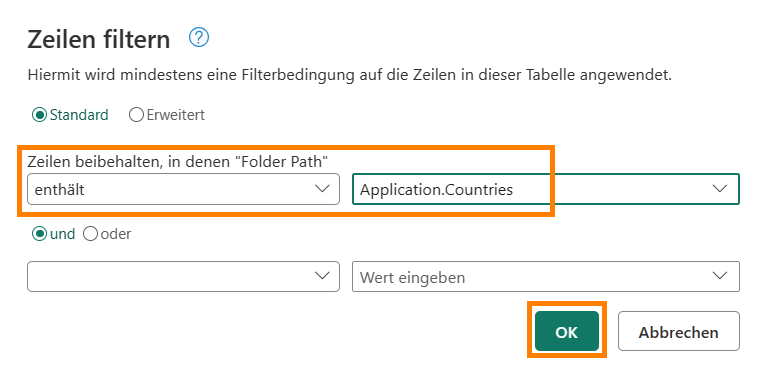 Zeilen filtern ?
Hiermit wird mindestens eine Filterbedingung auf die Zeilen in dieser Tabelle angewendet.
Standard Erweitert
Zeilen beibehalten, in denen "Folder Path"
enthält Application.Countries
und oder
Wert eingeben
OK Abbrechen